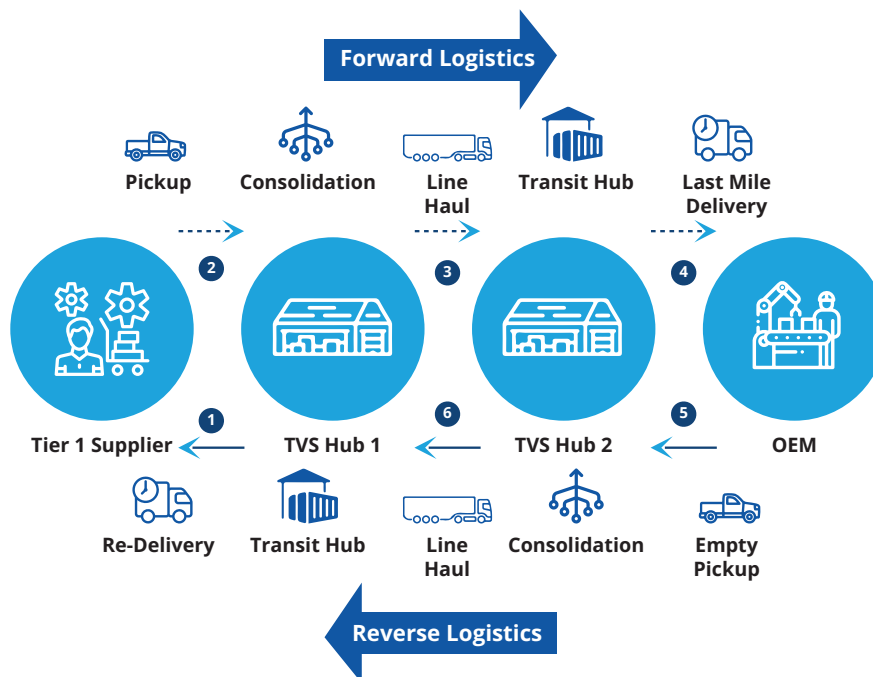 Forward Logistics
Pickup
Consolidation
Line
Haul
Transit Hub
Last Mile
Delivery
2
3
4
1
6
5
Tier 1 Supplier
TVS Hub 1
TVS Hub 2
OEM
Re-Delivery
Transit Hub
Line
Haul
Consolidation
Empty
Pickup
Reverse Logistics